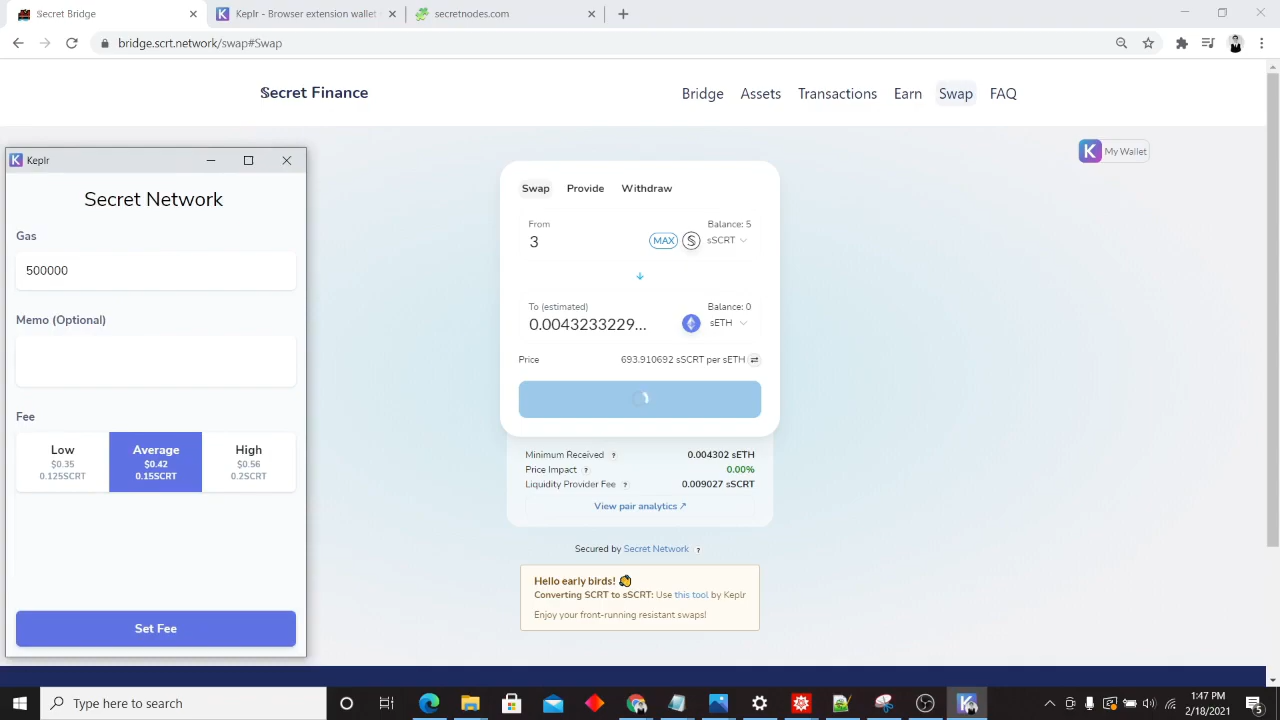 Secret Bridge
Keplr - Browser extension wallet
secretnodes.com
bridge.scrt.network/swap#Swap
Secret Finance
Bridge
Assets
Transactions
Earn
Swap
FAQ
My Wallet
Keplr
Secret Network
Gas
500000
Memo (Optional)
Fee
Low
$0.35
0.125SCRT
Average
$0.42
0.15SCRT
High
$0.56
0.2SCRT
Set Fee
Swap
Provide
Withdraw
From
Balance: 5
3
MAX
sSCRT
To (estimated)
Balance: 0
0.0043233229...
sETH
Price
693.910692 sSCRT per sETH
Minimum Received ?
0.004302 sETH
Price Impact ?
0.00%
Liquidity Provider Fee ?
0.009027 sSCRT
View pair analytics ↗
Secured by Secret Network ?
Hello early birds! 👋
Converting SCRT to sSCRT: Use this tool by Keplr
Enjoy your front-running resistant swaps!
Type here to search
1:47 PM
2/18/2021
5